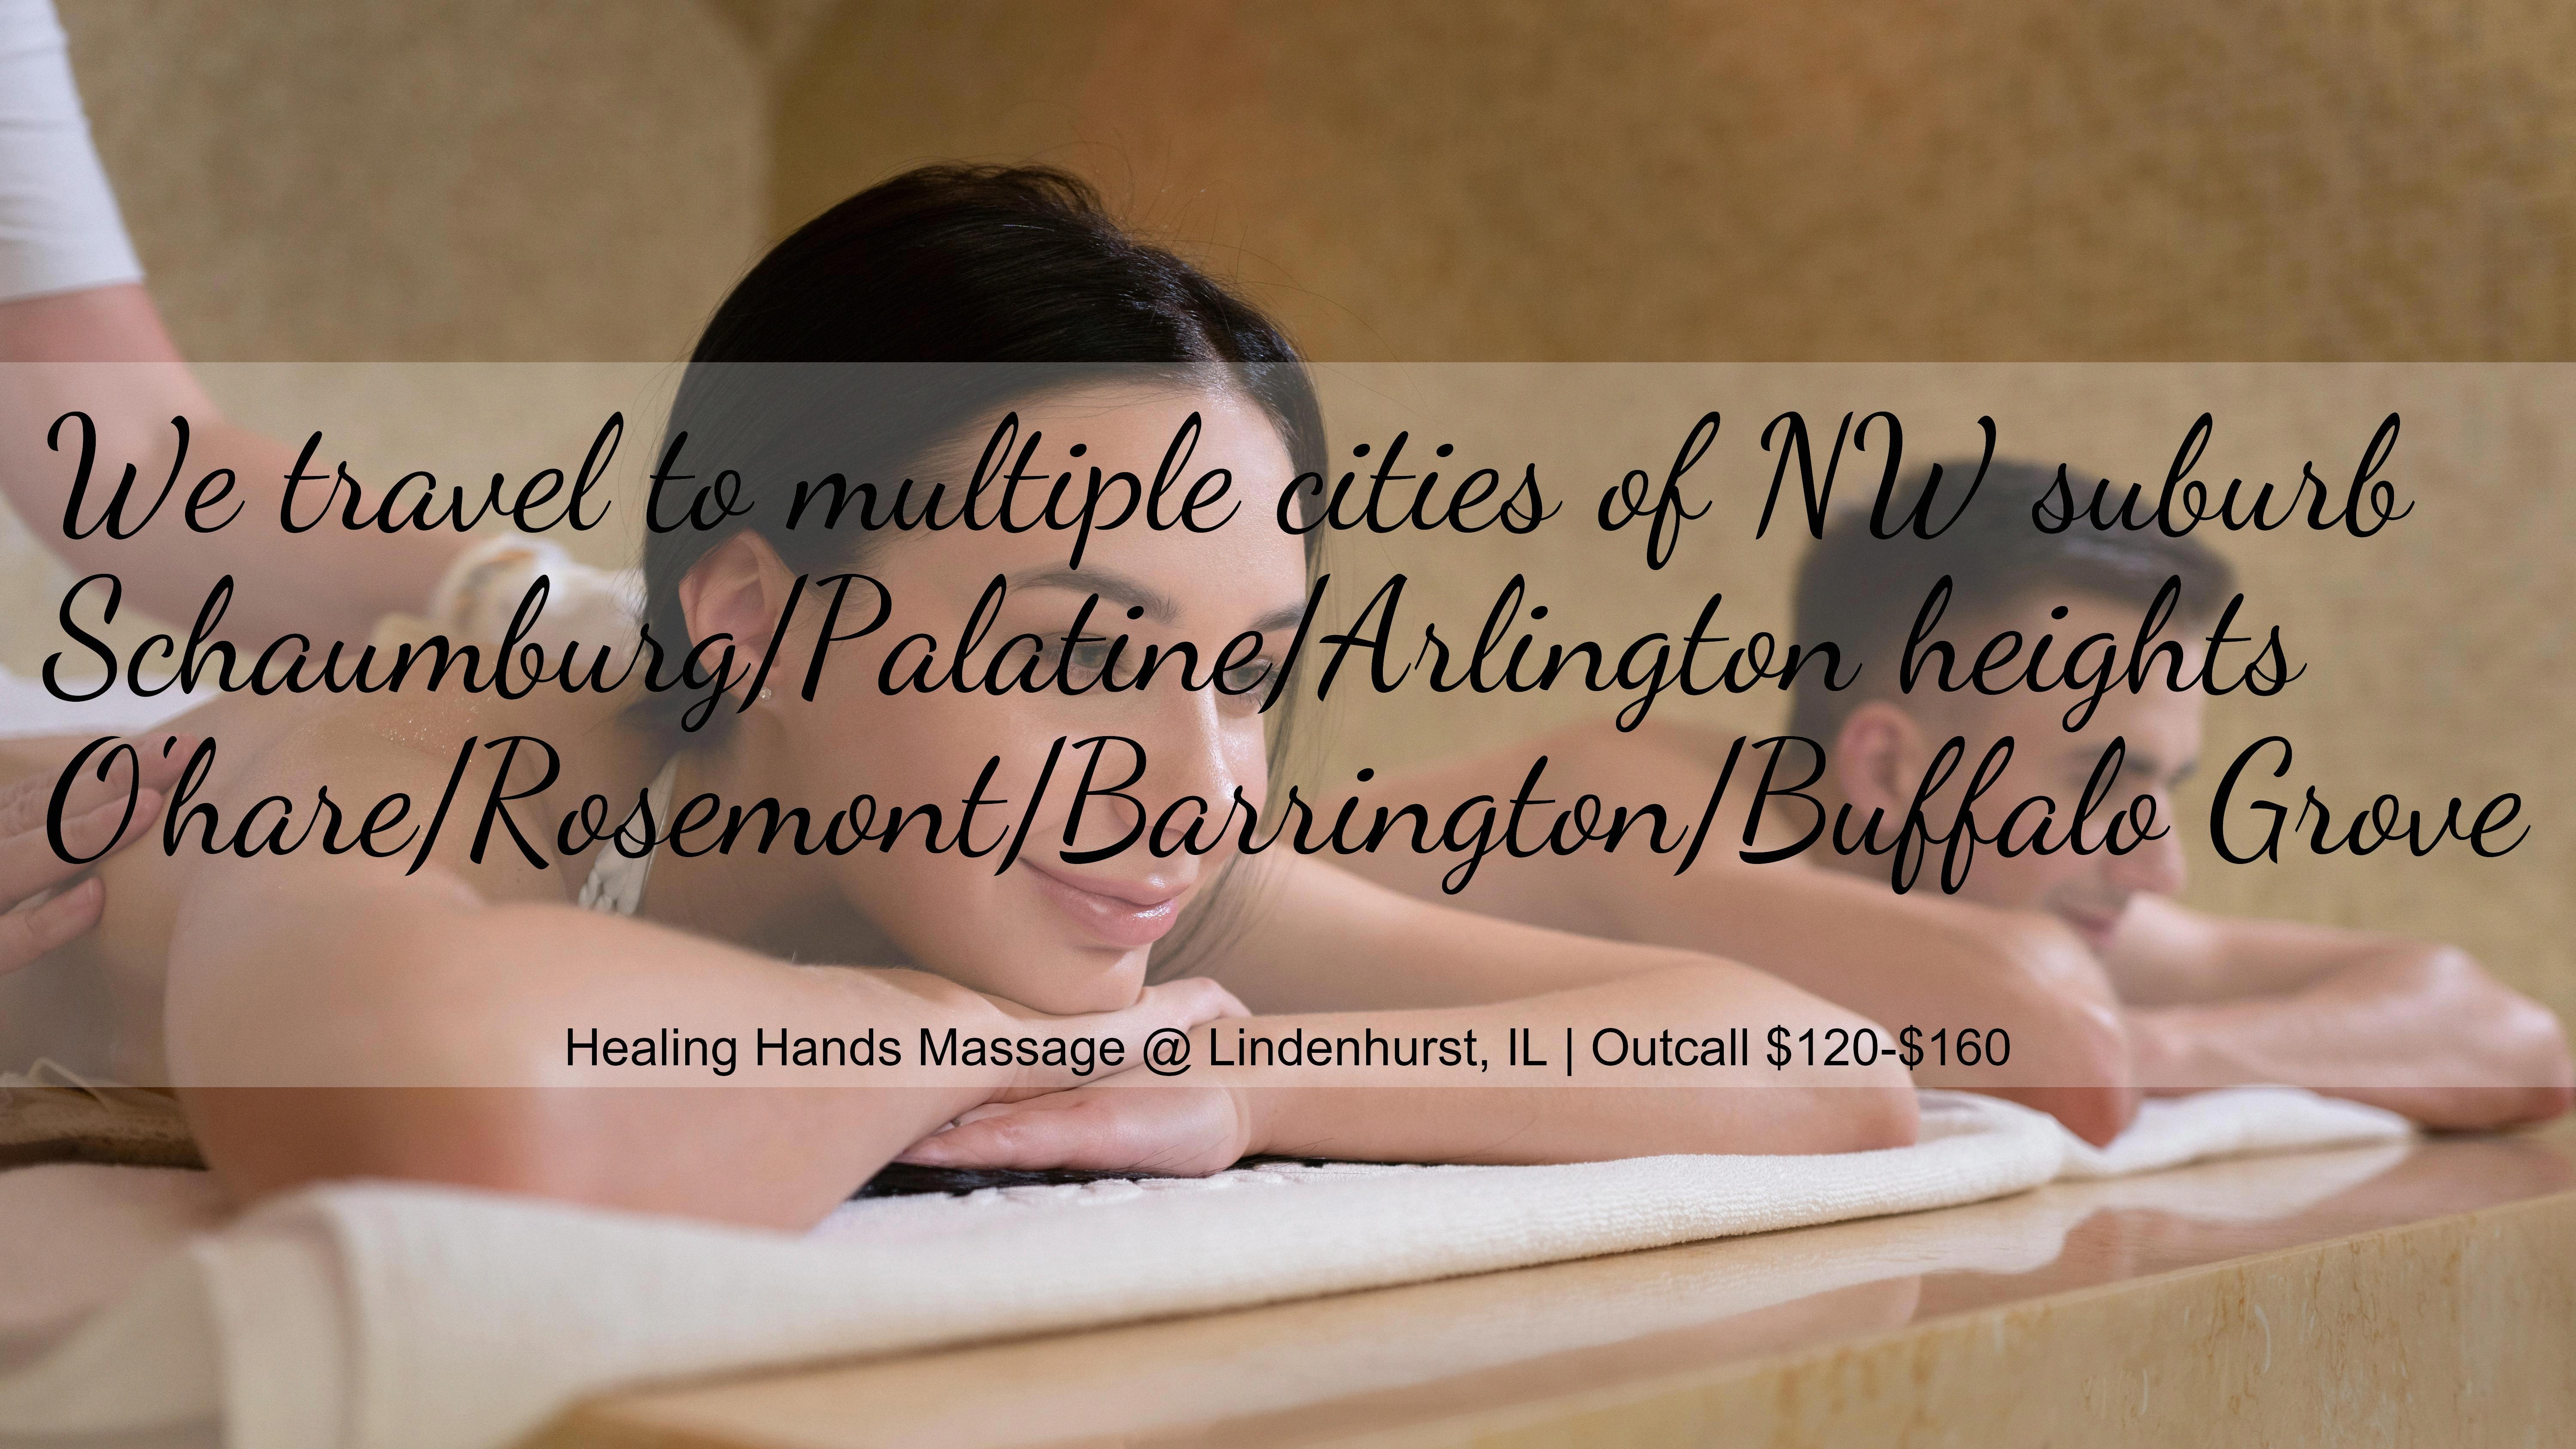 We travel to multiple cities of NW suburb
Schaumburg/Palatine/Arlington heights
O'hare/Rosemont/Barrington/Buffalo Grove
Healing Hands Massage @ Lindenhurst, IL | Outcall $120-$160